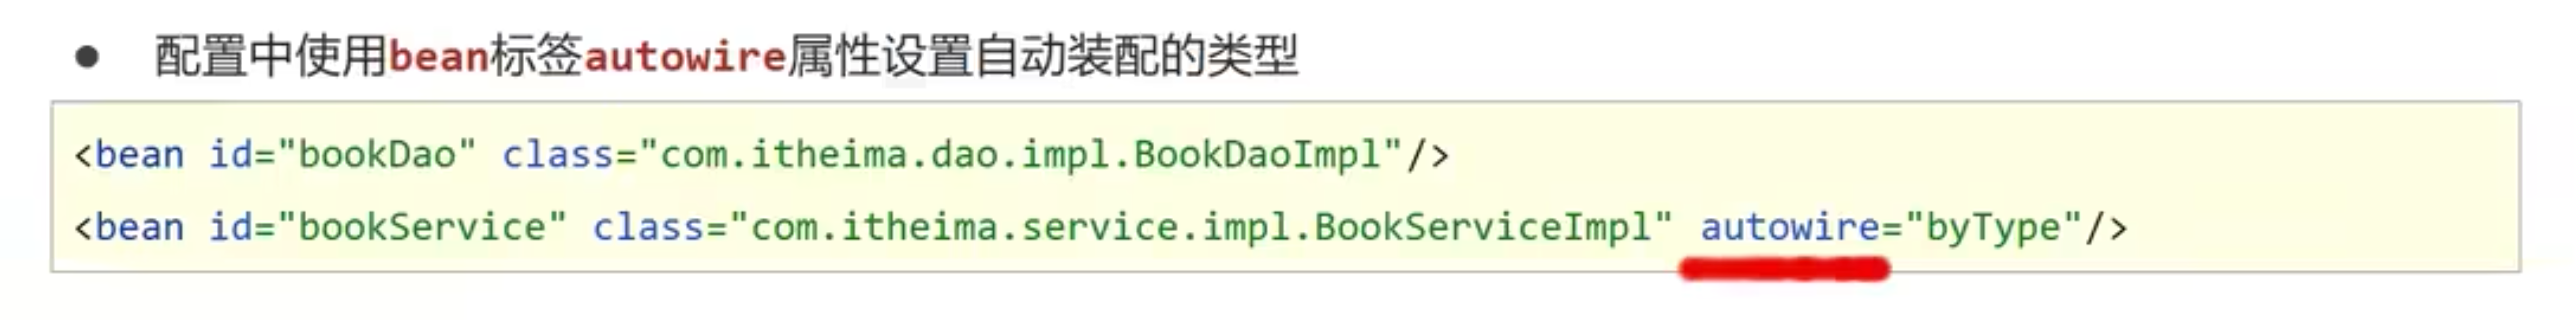 ● 配置中使用bean标签autowire属性设置自动装配的类型
<bean id="bookDao" class="com.itheima.dao.impl.BookDaoImpl"/>
<bean id="bookService" class="com.itheima.service.impl.BookServiceImpl" autowire="byType"/>